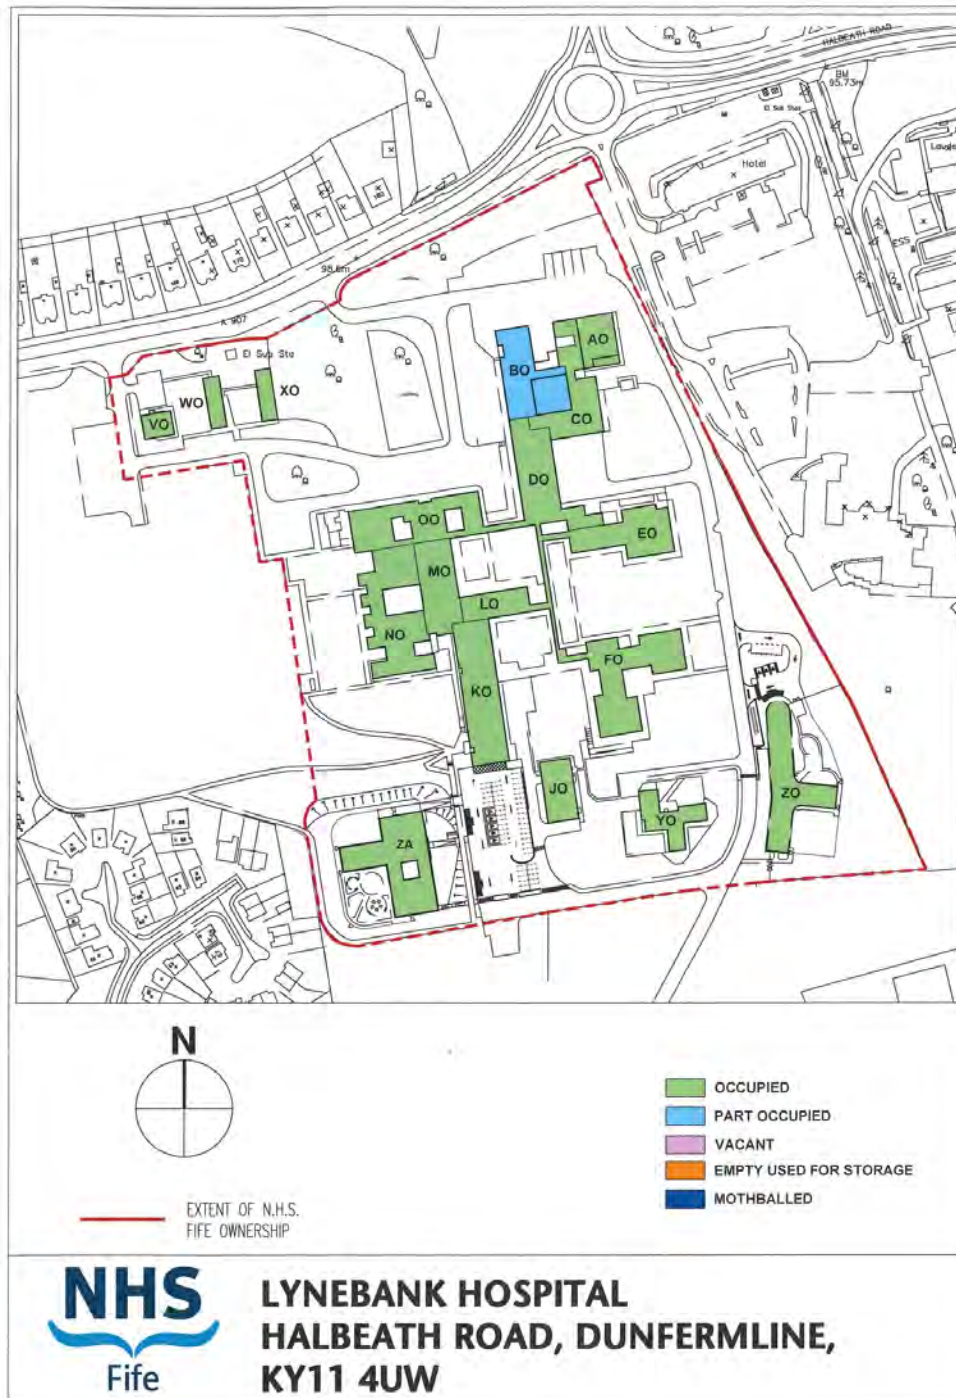 HALBEATH ROAD
BM
95.73m
El Sub Sta
Hotel
ESS
98.6m
A 907
El Sub Sta
AO
BO
XO
WO
VO
CO
DO
OO
EO
MO
LO
NO
FO
KO
JO
ZO
YO
ZA
N
OCCUPIED
PART OCCUPIED
VACANT
EMPTY USED FOR STORAGE
MOTHBALLED
EXTENT OF N.H.S.
FIFE OWNERSHIP
NHS
Fife
LYNEBANK HOSPITAL
HALBEATH ROAD, DUNFERMLINE,
KY11 4UW